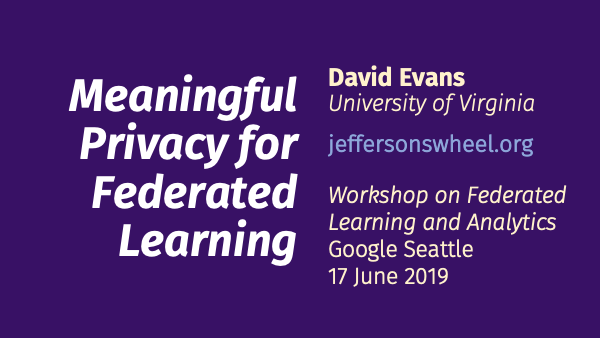 Meaningful
Privacy for
Federated
Learning
David Evans
University of Virginia
jeffersonswheel.org
Workshop on Federated
Learning and Analytics
Google Seattle
17 June 2019